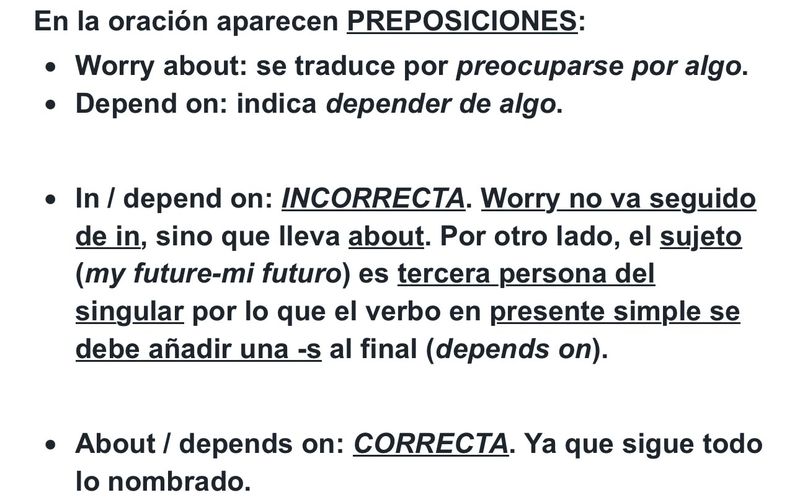 En la oración aparecen PREPOSICIONES:
• Worry about: se traduce por preocuparse por algo.
• Depend on: indica depender de algo.
• In / depend on: INCORRECTA. Worry no va seguido
de in, sino que lleva about. Por otro lado, el sujeto
(my future-mi futuro) es tercera persona del
singular por lo que el verbo en presente simple se
debe añadir una -s al final (depends on).
• About / depends on: CORRECTA. Ya que sigue todo
lo nombrado.